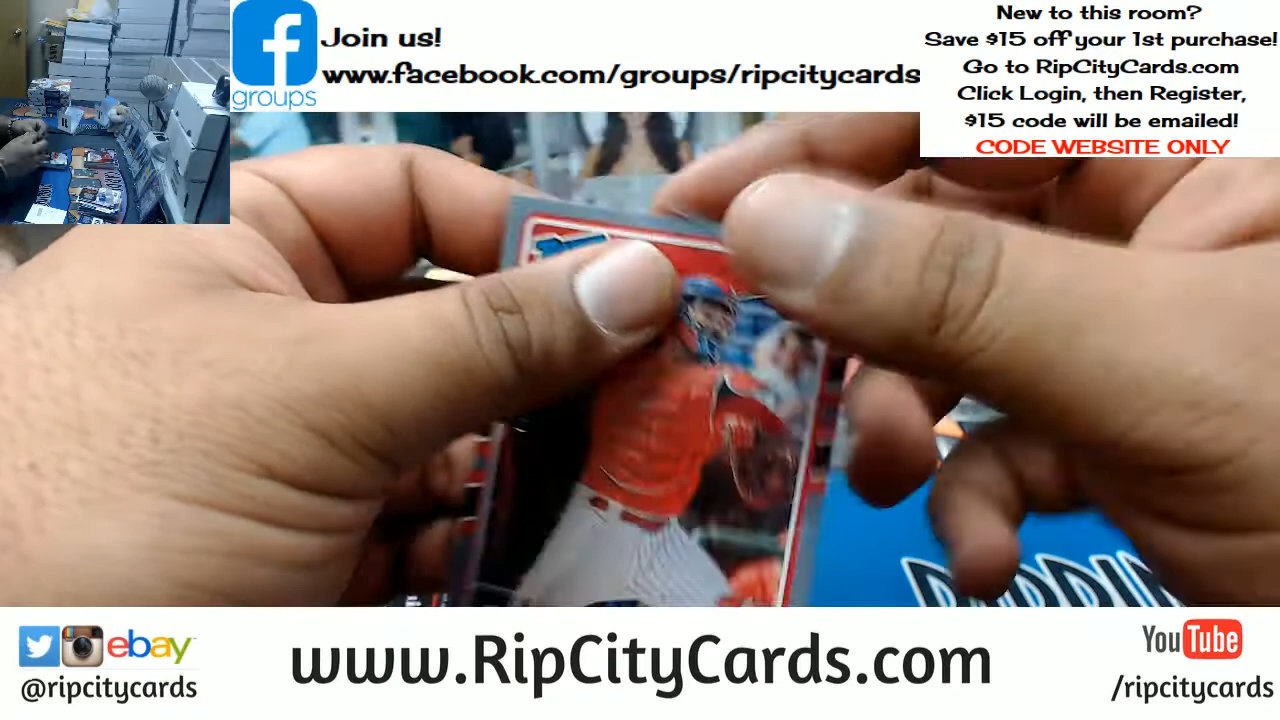 Join us!
www.facebook.com/groups/ripcitycards
groups
New to this room?
Save $15 off your 1st purchase!
Go to RipCityCards.com
Click Login, then Register,
$15 code will be emailed!
CODE WEBSITE ONLY
ebay
@ripcitycards
www.RipCityCards.com
YouTube
/ripcitycards